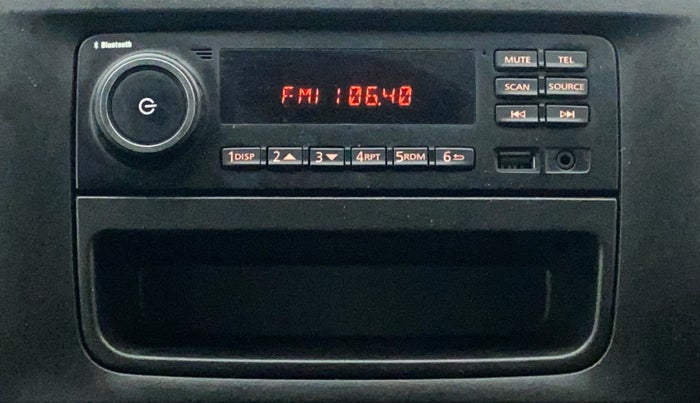 Bluetooth
FM1 106.40
MUTE TEL
SCAN SOURCE
1DISP 2 3 4RPT 5RDM 6